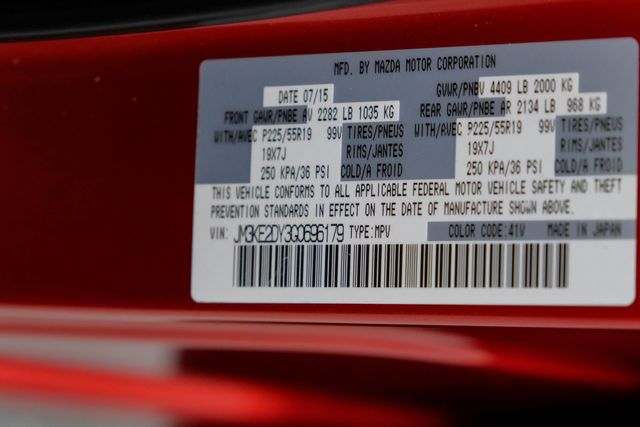 MFD. BY MAZDA MOTOR CORPORATION
DATE 07/15 GVWR/PNBV 4409 LB 2000 KG
FRONT GAWR/PNBE AV 2282 LB 1035 KG REAR GAWR/PNBE AR 2134 LB 968 KG
WITH/AVEC P225/55R19 99V TIRES/PNEUS WITH/AVEC P225/55R19 99V TIRES/PNEUS
19X7J RIMS/JANTES 19X7J RIMS/JANTES
250 KPA/36 PSI COLD/A FROID 250 KPA/36 PSI COLD/A FROID
THIS VEHICLE CONFORMS TO ALL APPLICABLE FEDERAL MOTOR VEHICLE SAFETY AND THEFT
PREVENTION STANDARDS IN EFFECT ON THE DATE OF MANUFACTURE SHOWN ABOVE.
VIN: JM3KE2DY3G0696179 TYPE:MPV COLOR CODE:41V MADE IN JAPAN